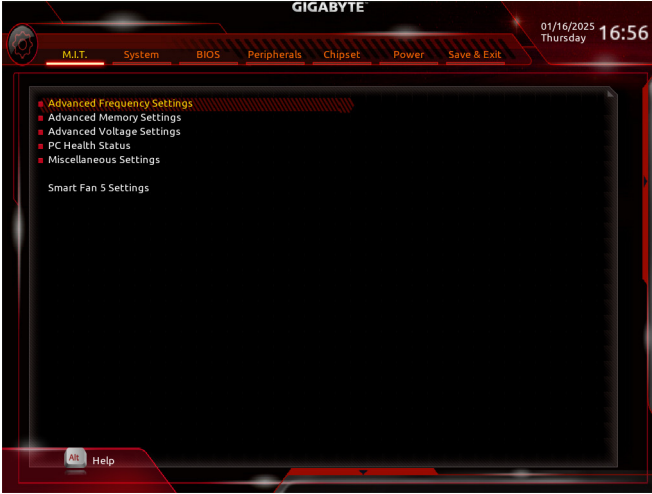 GIGABYTE
01/16/2025 16:56
Thursday
M.I.T. System BIOS Peripherals Chipset Power Save & Exit
Advanced Frequency Settings
Advanced Memory Settings
Advanced Voltage Settings
PC Health Status
Miscellaneous Settings
Smart Fan 5 Settings
Alt Help